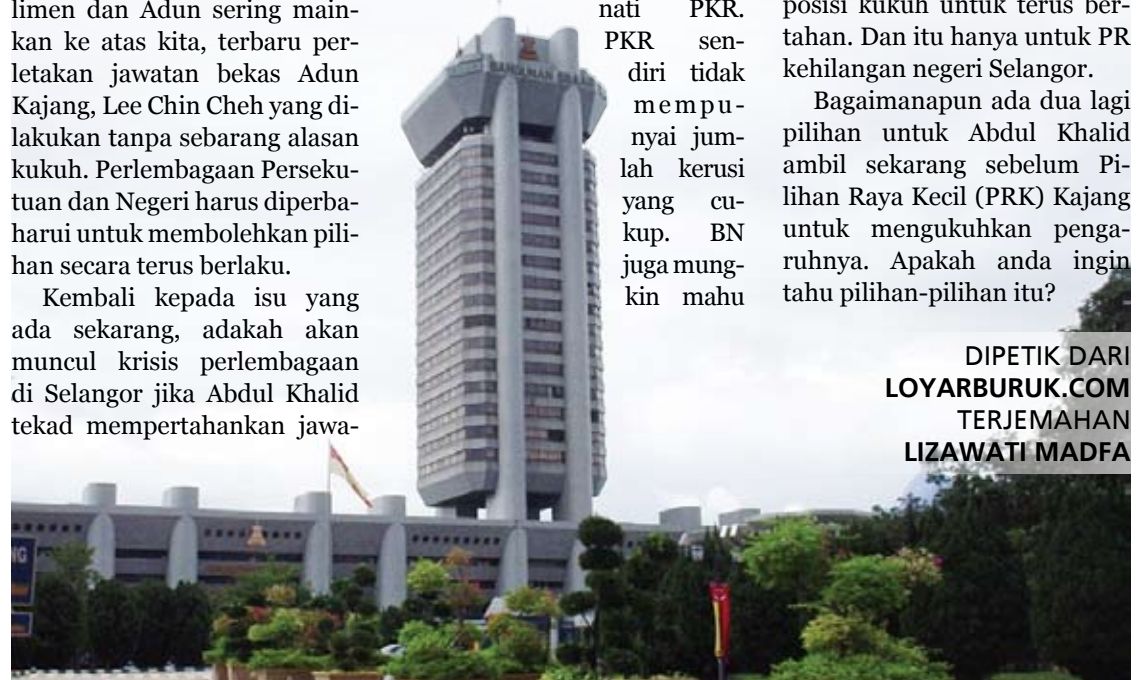 limen dan Adun sering main-
kan ke atas kita, terbaru per-
letakan jawatan bekas Adun
Kajang, Lee Chin Cheh yang di-
lakukan tanpa sebarang alasan
kukuh. Perlembagaan Perseku-
tuan dan Negeri harus diperba-
harui untuk membolehkan pili-
han secara terus berlaku.
Kembali kepada isu yang
ada sekarang, adakah akan
muncul krisis perlembagaan
di Selangor jika Abdul Khalid
tekad mempertahankan jawa-
nati PKR.
PKR sen-
diri tidak
mempu-
nyai jum-
lah kerusi
yang cu-
kup. BN
juga mung-
kin mahu
posisi kukuh untuk terus ber-
tahan. Dan itu hanya untuk PR
kehilangan negeri Selangor.
Bagaimanapun ada dua lagi
pilihan untuk Abdul Khalid
ambil sekarang sebelum Pi-
lihan Raya Kecil (PRK) Kajang
untuk mengukuhkan penga-
ruhnya. Apakah anda ingin
tahu pilihan-pilihan itu?
DIPETIK DARI
LOYARBURUK.COM
TERJEMAHAN
LIZAWATI MADFA
NG